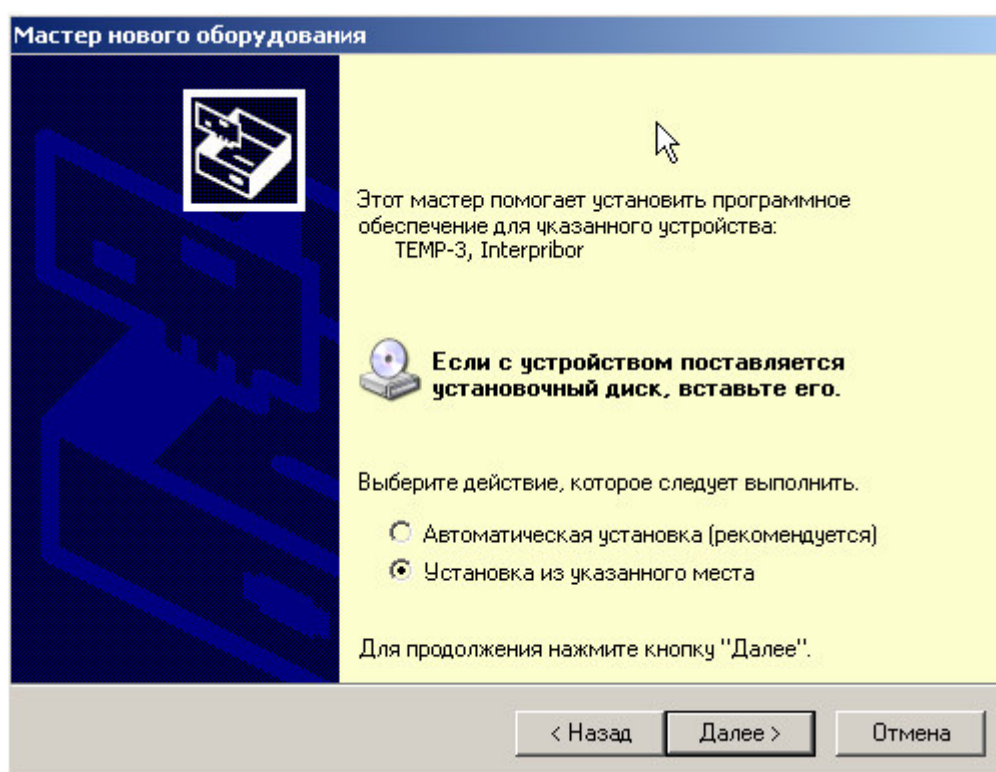 Мастер нового оборудования
Этот мастер помогает установить программное
обеспечение для указанного устройства:
TEMP-3, Interpribor
Если с устройством поставляется
установочный диск, вставьте его.
Выберите действие, которое следует выполнить.
Автоматическая установка (рекомендуется)
Установка из указанного места
Для продолжения нажмите кнопку "Далее".
< Назад
Далее >
Отмена